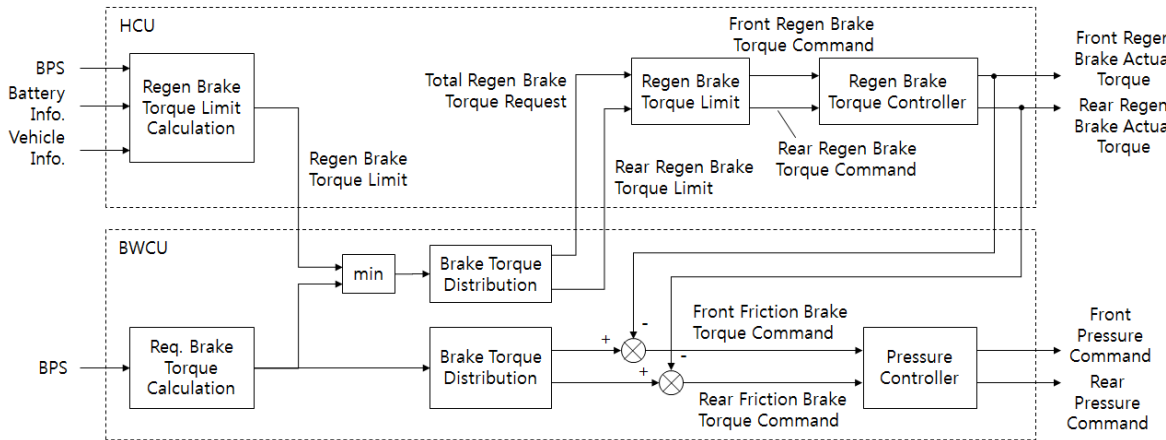 HCU
BPS
Battery
Info.
Vehicle
Info.
Regen Brake
Torque Limit
Calculation
Regen Brake
Torque Limit
Total Regen Brake
Torque Request
Rear Regen Brake
Torque Limit
Regen Brake
Torque Limit
Front Regen Brake
Torque Command
Rear Regen Brake
Torque Command
Regen Brake
Torque Controller
Front Regen
Brake Actual
Torque
Rear Regen
Brake Actual
Torque
BWCU
BPS
Req. Brake
Torque
Calculation
min
Brake Torque
Distribution
Brake Torque
Distribution
+
-
+
-
Front Friction Brake
Torque Command
Rear Friction Brake
Torque Command
Pressure
Controller
Front
Pressure
Command
Rear
Pressure
Command